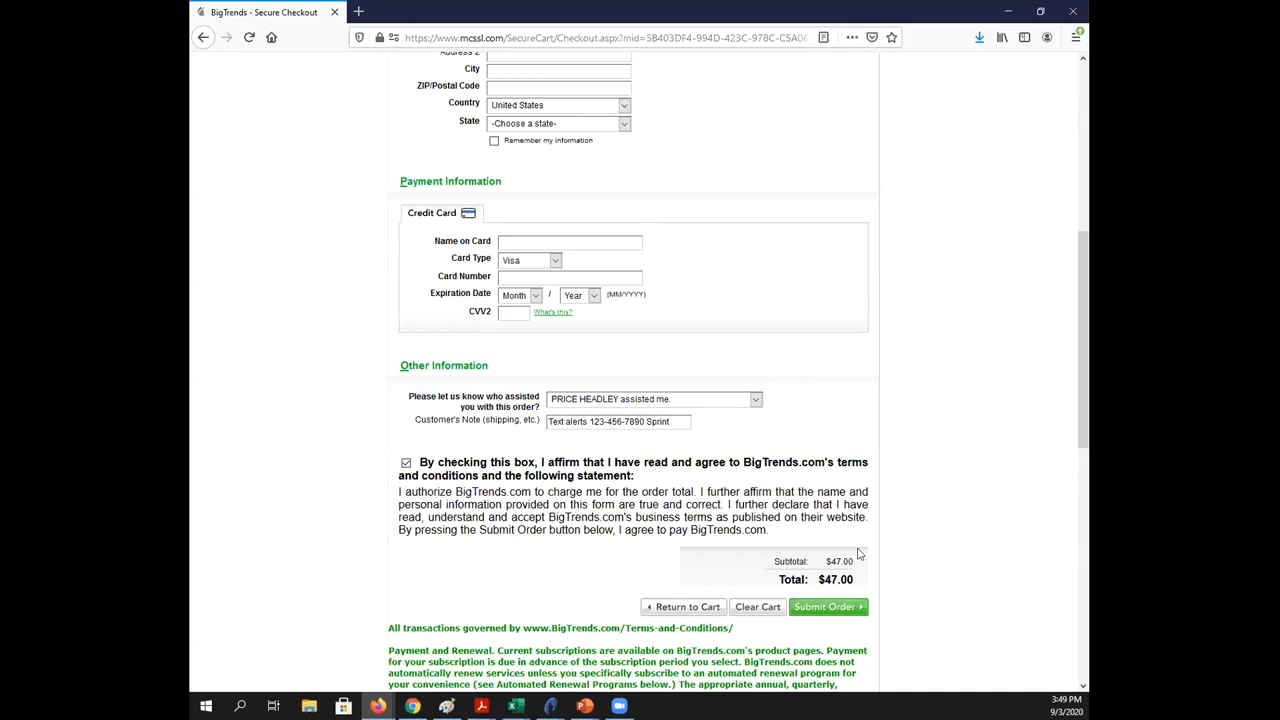 BigTrends - Secure Checkout
https://www.mcssl.com/SecureCart/Checkout.aspx?mid=5B403DF4-994D-423C-978C-C5A06
Address 2
City
ZIP/Postal Code
Country United States
State -Choose a state-
Remember my information
Payment Information
Credit Card
Name on Card
Card Type Visa
Card Number
Expiration Date Month / Year (MM/YYYY)
CVV2 What's this?
Other Information
Please let us know who assisted
you with this order? PRICE HEADLEY assisted me.
Customer's Note (shipping, etc.) Text alerts 123-456-7890 Sprint
By checking this box, I affirm that I have read and agree to BigTrends.com's terms
and conditions and the following statement:
I authorize BigTrends.com to charge me for the order total. I further affirm that the name and
personal information provided on this form are true and correct. I further declare that I have
read, understand and accept BigTrends.com's business terms as published on their website.
By pressing the Submit Order button below, I agree to pay BigTrends.com.
Subtotal: $47.00
Total: $47.00
Return to Cart Clear Cart Submit Order
All transactions governed by www.BigTrends.com/Terms-and-Conditions/
Payment and Renewal. Current subscriptions are available on BigTrends.com's product pages. Payment
for your subscription is due in advance of the subscription period you select. BigTrends.com does not
automatically renew services unless you specifically subscribe to an automated renewal program for
your convenience (see Automated Renewal Programs below.) The appropriate annual, quarterly,
3:49 PM
9/3/2020